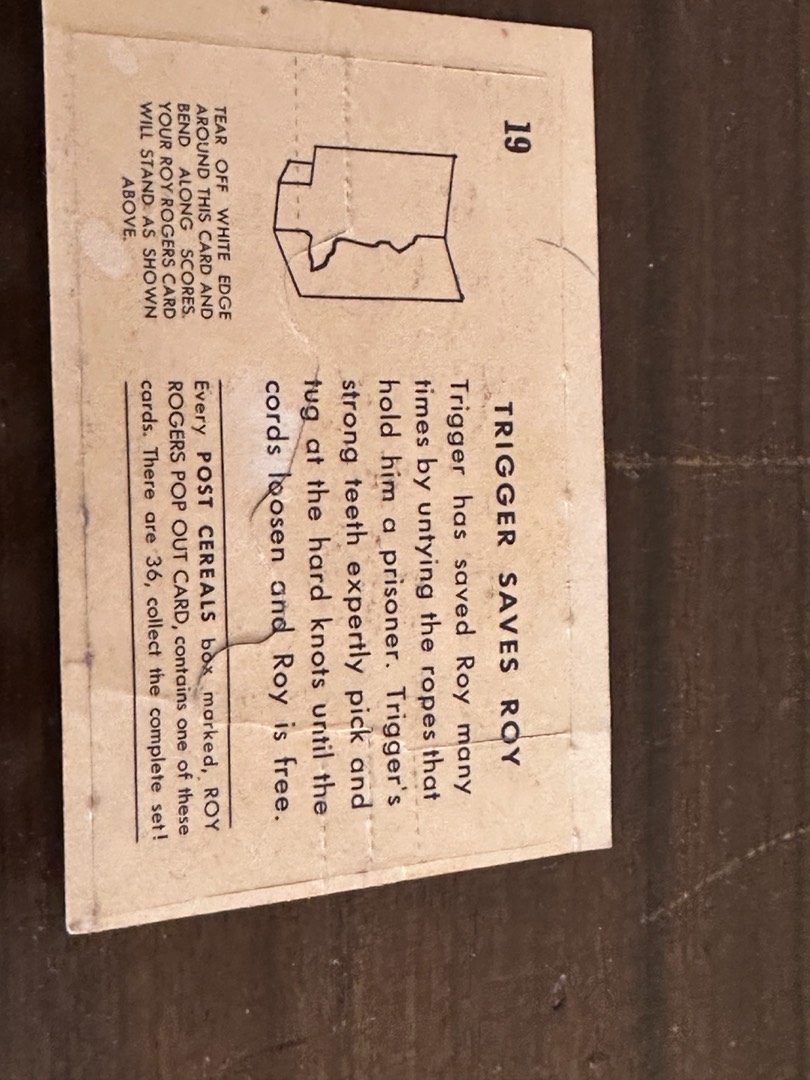 19
TRIGGER SAVES ROY
Trigger has saved Roy many
times by untying the ropes that
hold him a prisoner. Trigger's
strong teeth expertly pick and
tug at the hard knots until the
cords loosen and Roy is free.
TEAR OFF WHITE EDGE
AROUND THIS CARD AND
BEND ALONG SCORES.
YOUR ROY ROGERS CARD
WILL STAND AS SHOWN
ABOVE.
Every POST CEREALS box marked, ROY
ROGERS POP OUT CARD, contains one of these
cards. There are 36, collect the complete set!